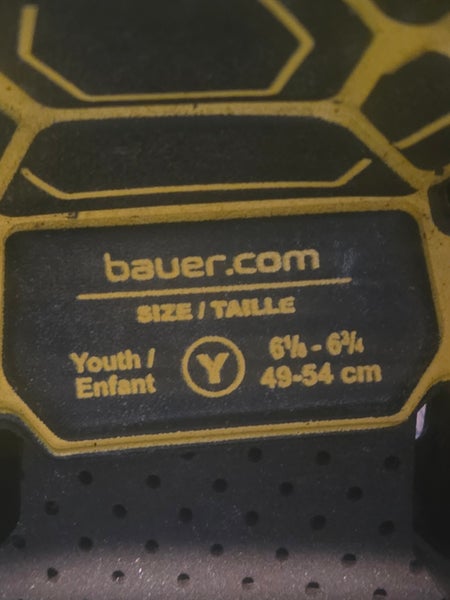 bauer.com
SIZE / TAILLE
Youth /
Enfant
Y
6⅛ - 6¾
49-54 cm